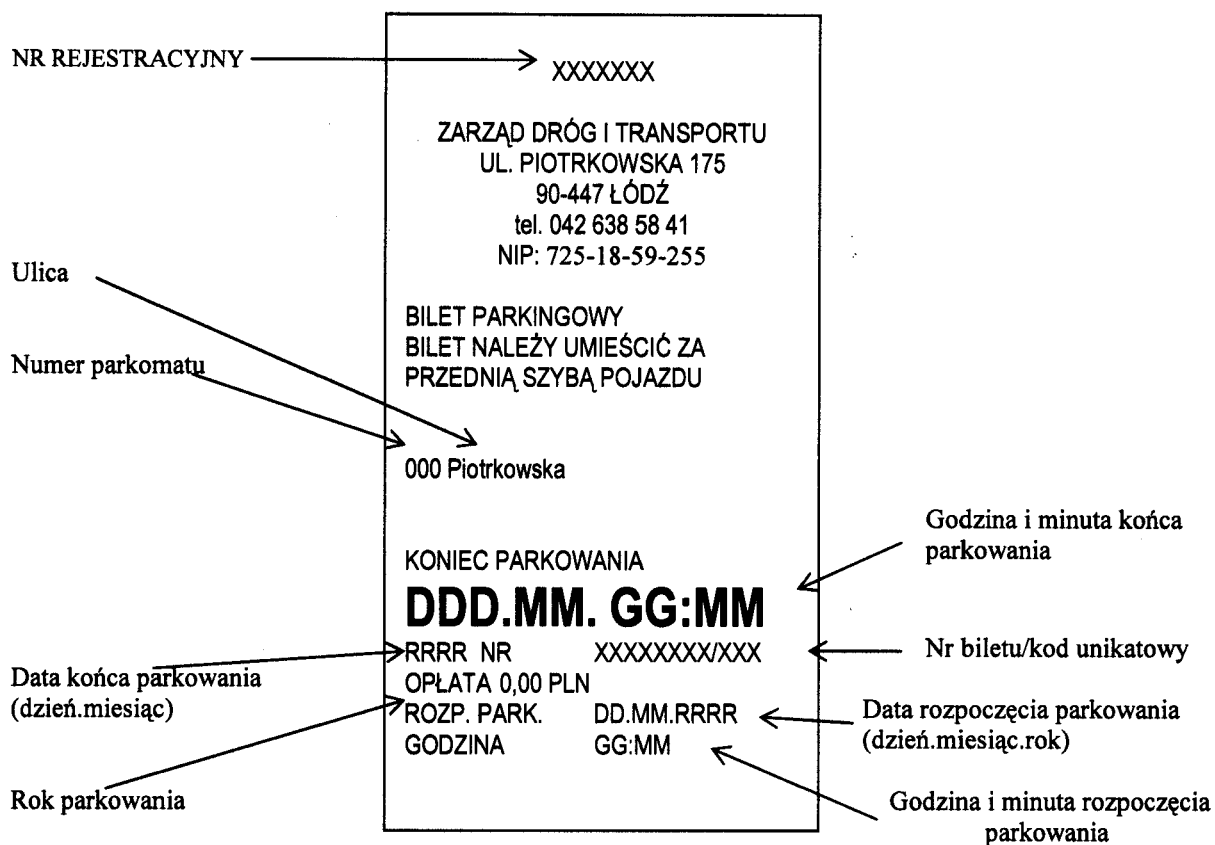 NR REJESTRACYJNY
XXXXXXX
ZARZĄD DRÓG I TRANSPORTU
UL. PIOTRKOWSKA 175
90-447 ŁÓDŹ
tel. 042 638 58 41
NIP: 725-18-59-255
Ulica
Numer parkomatu
BILET PARKINGOWY
BILET NALEŻY UMIEŚCIĆ ZA
PRZEDNIĄ SZYBĄ POJAZDU
000 Piotrkowska
Godzina i minuta końca
parkowania
KONIEC PARKOWANIA
DDD.MM. GG:MM
RRRR NR XXXXXXXX/XXX
Nr biletu/kod unikatowy
Data końca parkowania
(dzień.miesiąc)
OPŁATA 0,00 PLN
ROZP. PARK. DD.MM.RRRR
GODZINA GG:MM
Data rozpoczęcia parkowania
(dzień.miesiąc.rok)
Rok parkowania
Godzina i minuta rozpoczęcia
parkowania